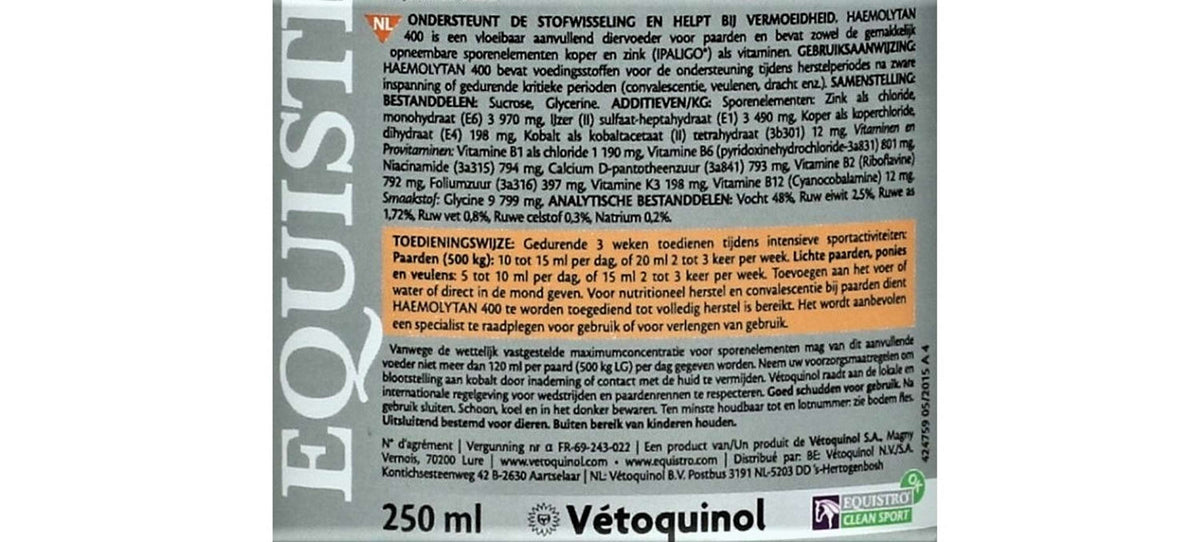 EQUISTR
NL ONDERSTEUNT DE STOFWISSELING EN HELPT BIJ VERMOEIDHEID. HAEMOLYTAN
400 is een vloeibaar aanvullend diervoeder voor paarden en bevat zowel de gemakkelijk
opneembare sporenelementen koper en zink (IPALIGO®) als vitaminen. GEBRUIKSAANWIJZING:
HAEMOLYTAN 400 bevat voedingsstoffen voor de ondersteuning tijdens herstelperiodes na zware
inspanning of gedurende kritieke perioden (convalescentie, veulenen, dracht enz.). SAMENSTELLING:
BESTANDDELEN: Sucrose, Glycerine. ADDITIEVEN/KG: Sporenelementen: Zink als chloride,
monohydraat (E6) 3 970 mg, IJzer (II) sulfaat-heptahydraat (E1) 3 490 mg, Koper als koperchloride,
dihydraat (E4) 198 mg, Kobalt als kobaltacetaat (II) tetrahydraat (3b301) 12 mg. Vitaminen en
Provitaminen: Vitamine B1 als chloride 1 190 mg, Vitamine B6 (pyridoxinehydrochloride-3a831) 801 mg,
Niacinamide (3a315) 794 mg, Calcium D-pantotheenzuur (3a841) 793 mg, Vitamine B2 (Riboflavine)
792 mg, Foliumzuur (3a316) 397 mg, Vitamine K3 198 mg, Vitamine B12 (Cyanocobalamine) 12 mg.
Smaakstof: Glycine 9 799 mg. ANALYTISCHE BESTANDDELEN: Vocht 48%, Ruw eiwit 25%, Ruwe as
1,72%, Ruw vet 0,8%, Ruwe celstof 0,3%, Natrium 0,2%.
TOEDIENINGSWIJZE: Gedurende 3 weken toedienen tijdens intensieve sportactiviteiten:
Paarden (500 kg): 10 tot 15 ml per dag, of 20 ml 2 tot 3 keer per week. Lichte paarden, ponies
en veulens: 5 tot 10 ml per dag, of 15 ml 2 tot 3 keer per week. Toevoegen aan het voer of
water of direct in de mond geven. Voor nutritioneel herstel en convalescentie bij paarden dient
HAEMOLYTAN 400 te worden toegediend tot volledig herstel is bereikt. Het wordt aanbevolen
een specialist te raadplegen voor gebruik of voor verlengen van gebruik.
Vanwege de wettelijk vastgestelde maximumconcentratie voor sporenelementen mag van dit aanvullende
voeder niet meer dan 120 ml per paard (500 kg LG) per dag gegeven worden. Neem uw voorzorgsmaatregelen om
blootstelling aan kobalt door inademing of contact met de huid te vermijden. Vétoquinol raadt aan de lokale en
internationale regelgeving voor wedstrijden en paardenrennen te respecteren. Goed schudden voor gebruik. Na
gebruik sluiten. Schoon, koel en in het donker bewaren. Ten minste houdbaar tot en lotnummer: zie bodem fles.
Uitsluitend bestemd voor dieren. Buiten bereik van kinderen houden.
N° d'agrément | Vergunning nr α FR-69-243-022 | Een product van/Un produit de Vétoquinol S.A., Magny
Vernois, 70200 Lure | www.vetoquinol.com • www.equistro.com | Distribué par: BE: Vétoquinol N.V./S.A.
Kontichsesteenweg 42 B-2630 Aartselaar | NL: Vétoquinol B.V. Postbus 3191 NL-5203 DD 's-Hertogenbosh
424759 05/2015 A 4
250 ml
Vétoquinol
EQUISTRO
CLEAN SPORT